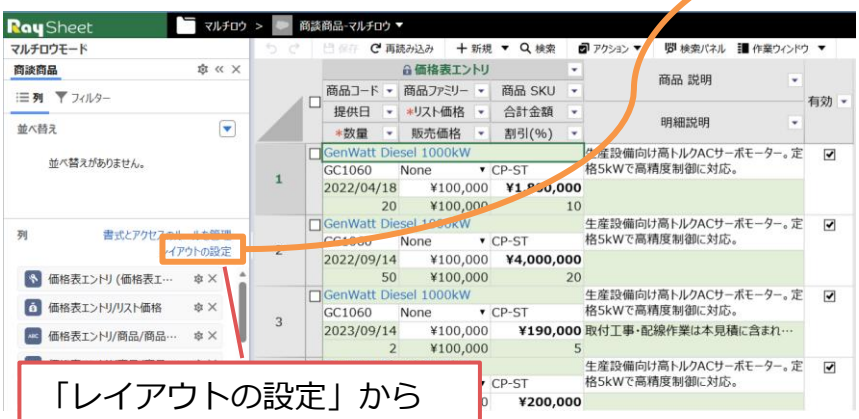 RaySheet マルチロウ > 商談商品-マルチロウ ▼
マルチロウモード
保存 再読み込み + 新規 ▼ 検索 アクション ▼ 検索パネル 作業ウィンドウ ▼
商談商品
列 フィルター
並べ替え
並べ替えがありません。
列 書式とアクセスの
レイアウトの設定
価格表エントリ (価格表エ…
価格表エントリ/リスト価格
価格表エントリ/商品/商品…
価格表エントリ 商品 説明 有効
商品コード 商品ファミリー 商品 SKU
提供日 *リスト価格 合計金額 明細説明
*数量 販売価格 割引(%)
1 GenWatt Diesel 1000kW 生産設備向け高トルクACサーボモーター。定
GC1060 None CP-ST 格5kWで高精度制御に対応。
2022/04/18 ¥100,000
20 ¥100,000 10
GenWatt Diesel 1000kW 生産設備向け高トルクACサーボモーター。定
GC1060 None CP-ST 格5kWで高精度制御に対応。
2022/09/14 ¥100,000 ¥4,000,000
50 ¥100,000 20
3 GenWatt Diesel 1000kW 生産設備向け高トルクACサーボモーター。定
GC1060 None CP-ST 格5kWで高精度制御に対応。
2023/09/14 ¥100,000 ¥190,000 取付工事・配線作業は本見積に含まれ…
2 ¥100,000 5
生産設備向け高トルクACサーボモーター。定
CP-ST 格5kWで高精度制御に対応。
¥200,000
「レイアウトの設定」から